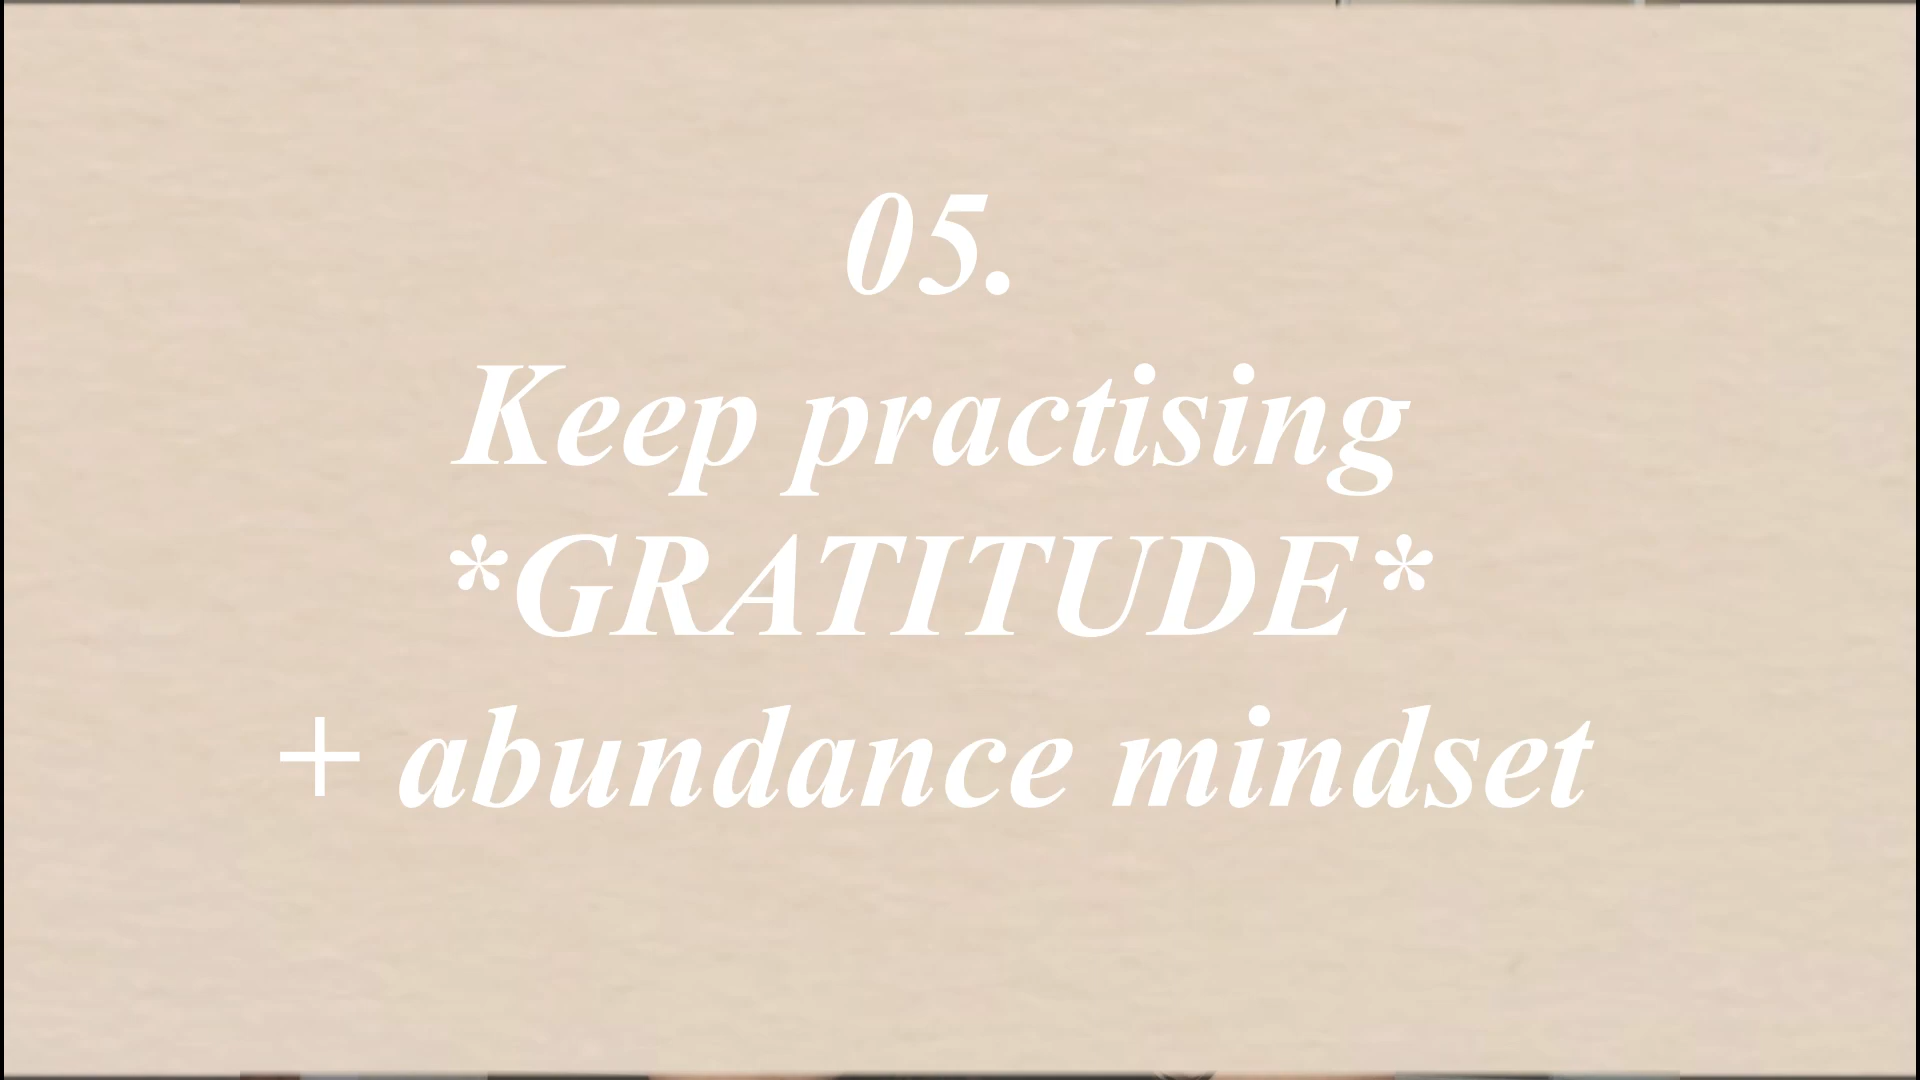 05.
Keep practising
*GRATITUDE*
+ abundance mindset